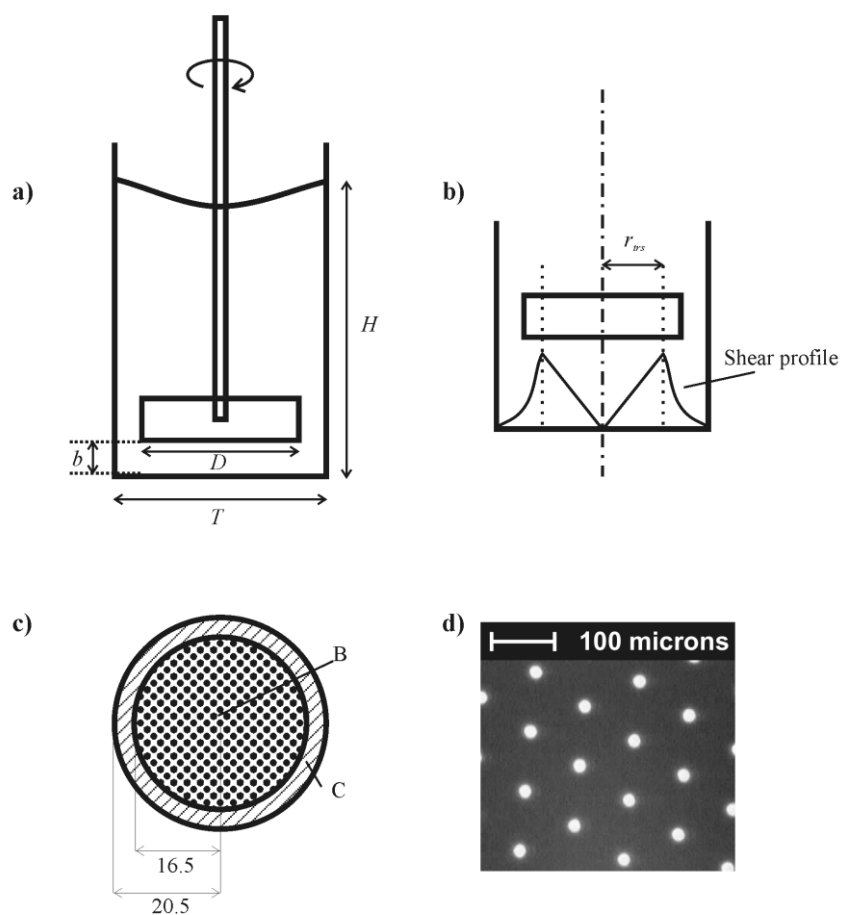 a)
H
b
D
T
b)
r_trs
Shear profile
c)
B
C
16.5
20.5
d)
100 microns